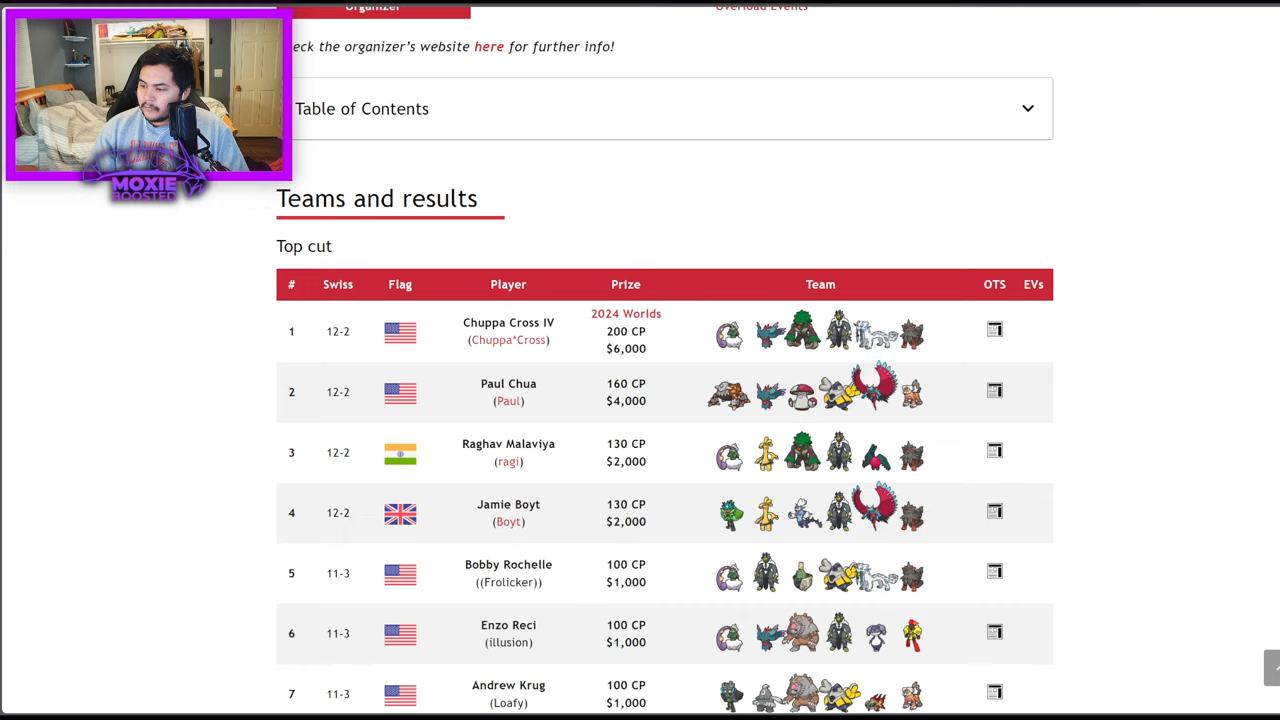 Organizer
Overload Events
eck the organizer's website here for further info!
Table of Contents
MOXIE
BOOSTED
Teams and results
Top cut
# Swiss Flag Player Prize Team OTS EVs
1 12-2 Chuppa Cross IV (Chuppa*Cross) 2024 Worlds 200 CP $6,000
2 12-2 Paul Chua (Paul) 160 CP $4,000
3 12-2 Raghav Malaviya (ragi) 130 CP $2,000
4 12-2 Jamie Boyt (Boyt) 130 CP $2,000
5 11-3 Bobby Rochelle ((Frolicker)) 100 CP $1,000
6 11-3 Enzo Reci (illusion) 100 CP $1,000
7 11-3 Andrew Krug (Loafy) 100 CP $1,000